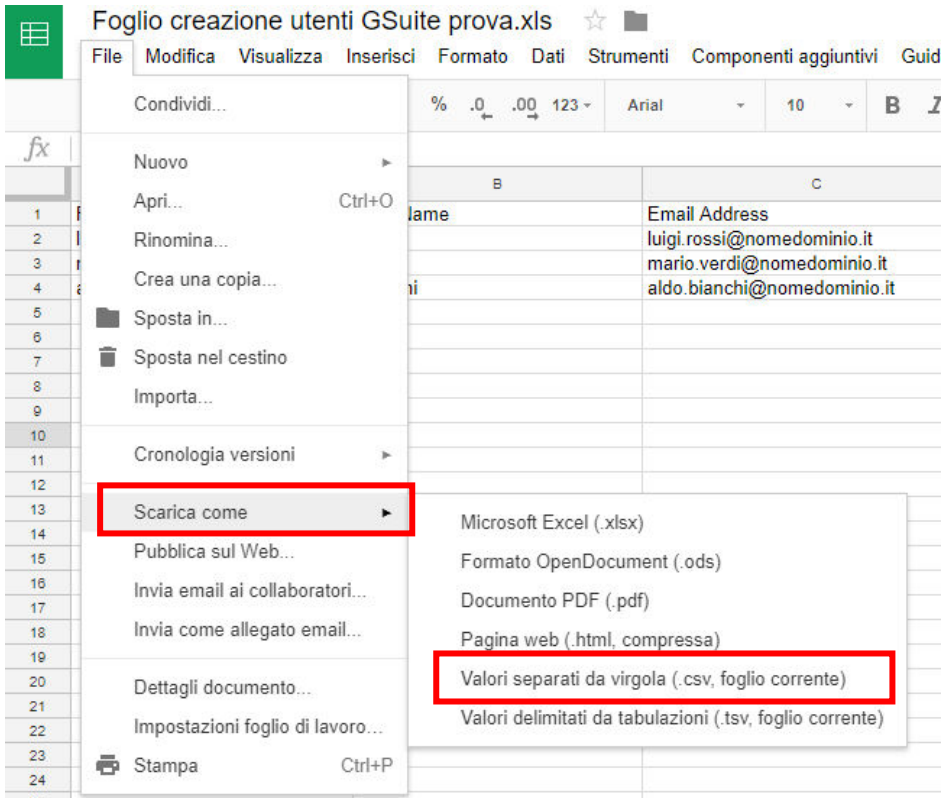 Foglio creazione utenti GSuite prova.xls
File Modifica Visualizza Inserisci Formato Dati Strumenti Componenti aggiuntivi Guid
% .0 .00 123 Arial 10 B I
fx
B C
1 Name Email Address
2 luigi.rossi@nomedominio.it
3 mario.verdi@nomedominio.it
4 aldo.bianchi@nomedominio.it
5
6
7
8
9
10
11
12
13
14
15
16
17
18
19
20
21
22
23
24
Condividi...
Nuovo
Apri... Ctrl+O
Rinomina...
Crea una copia...
Sposta in...
Sposta nel cestino
Importa...
Cronologia versioni
Scarica come
Pubblica sul Web...
Invia email ai collaboratori...
Invia come allegato email...
Dettagli documento...
Impostazioni foglio di lavoro...
Stampa Ctrl+P
Microsoft Excel (.xlsx)
Formato OpenDocument (.ods)
Documento PDF (.pdf)
Pagina web (.html, compressa)
Valori separati da virgola (.csv, foglio corrente)
Valori delimitati da tabulazioni (.tsv, foglio corrente)